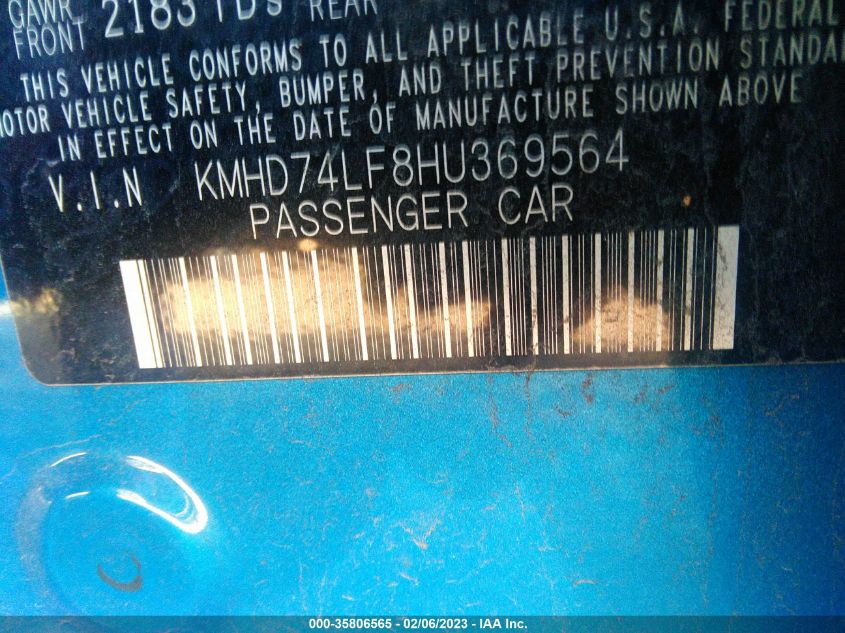 GAWR
FRONT 2183 lbs REAR
THIS VEHICLE CONFORMS TO ALL APPLICABLE U.S.A. FEDERAL
MOTOR VEHICLE SAFETY, BUMPER, AND THEFT PREVENTION
IN EFFECT ON THE DATE OF MANUFACTURE SHOWN ABOVE
V.I.N KMHD74LF8HU369564
PASSENGER CAR
000-35806565 - 02/06/2023 - IAA Inc.